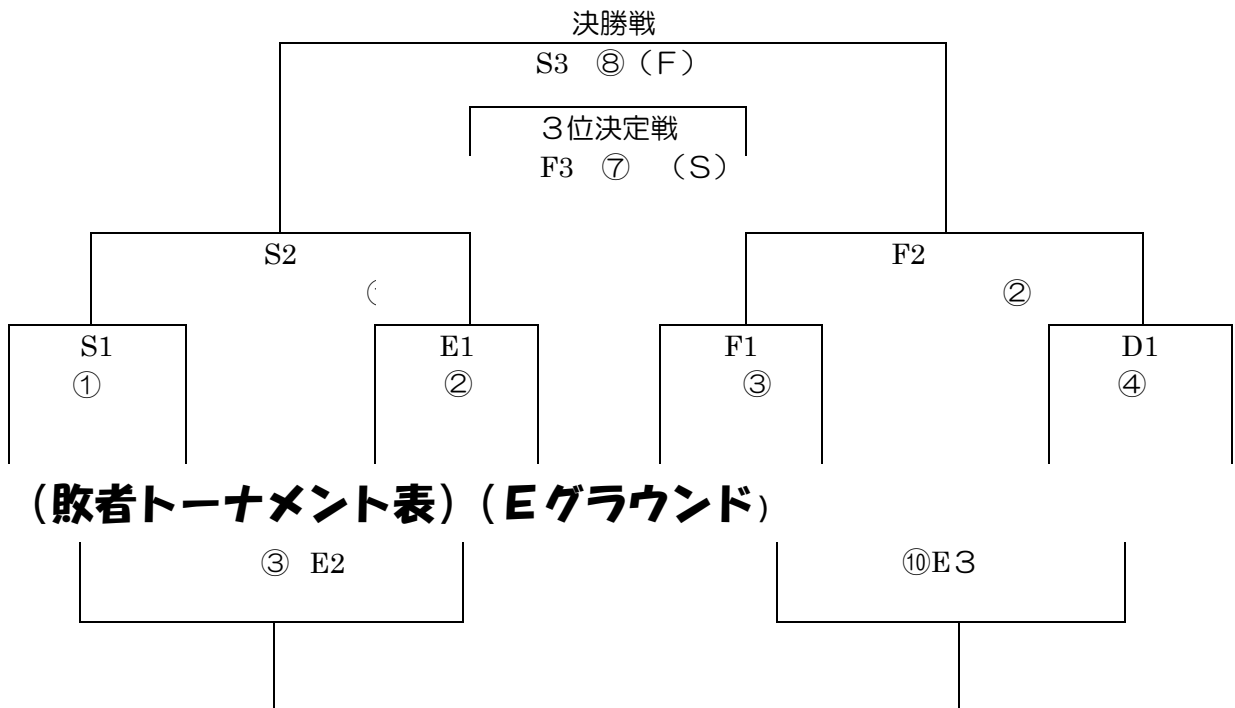 決勝戦
S3 ⑧（Ｆ）
３位決定戦
F3 ⑦ （Ｓ）
S2 F2
②
S1 E1 F1 D1
① ② ③ ④
（敗者トーナメント表）（Ｅグラウンド）
③ E2 ⑩E３